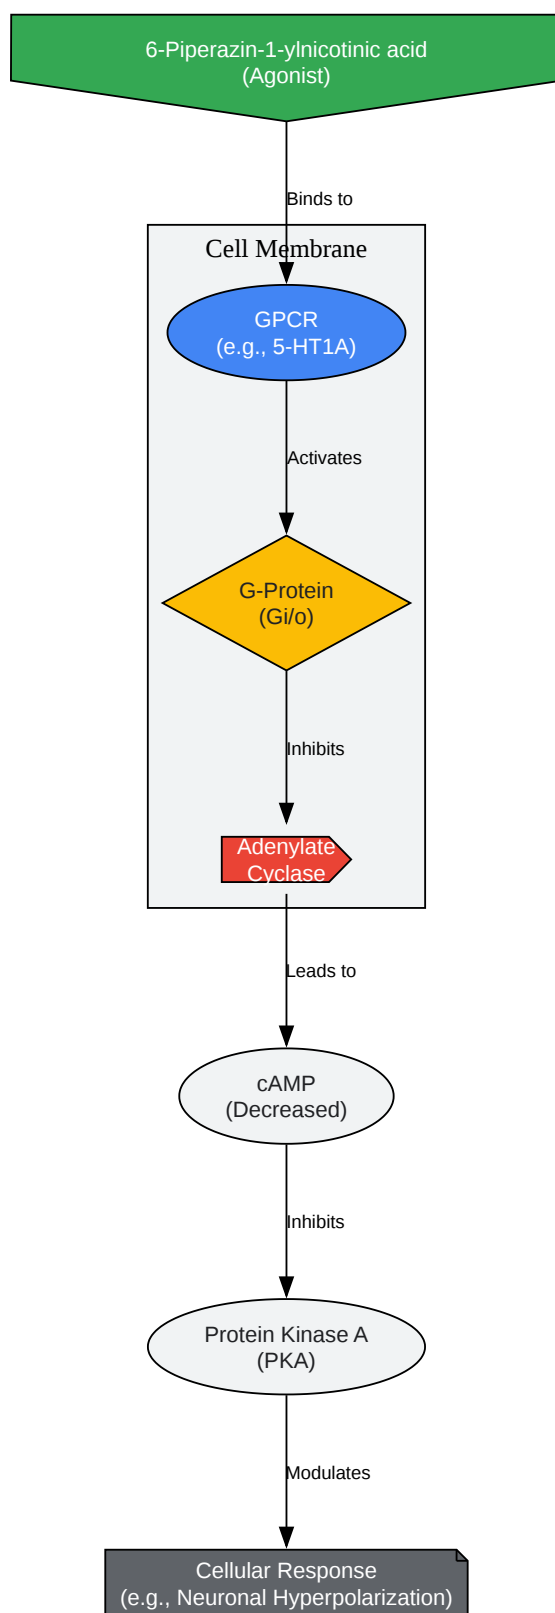 6-Piperazin-1-ylnicotinic acid
(Agonist)
Binds to
Cell Membrane
GPCR
(e.g., 5-HT1A)
Activates
G-Protein
(Gi/o)
Inhibits
Adenylate
Cyclase
Leads to
cAMP
(Decreased)
Inhibits
Protein Kinase A
(PKA)
Modulates
Cellular Response
(e.g., Neuronal Hyperpolarization)